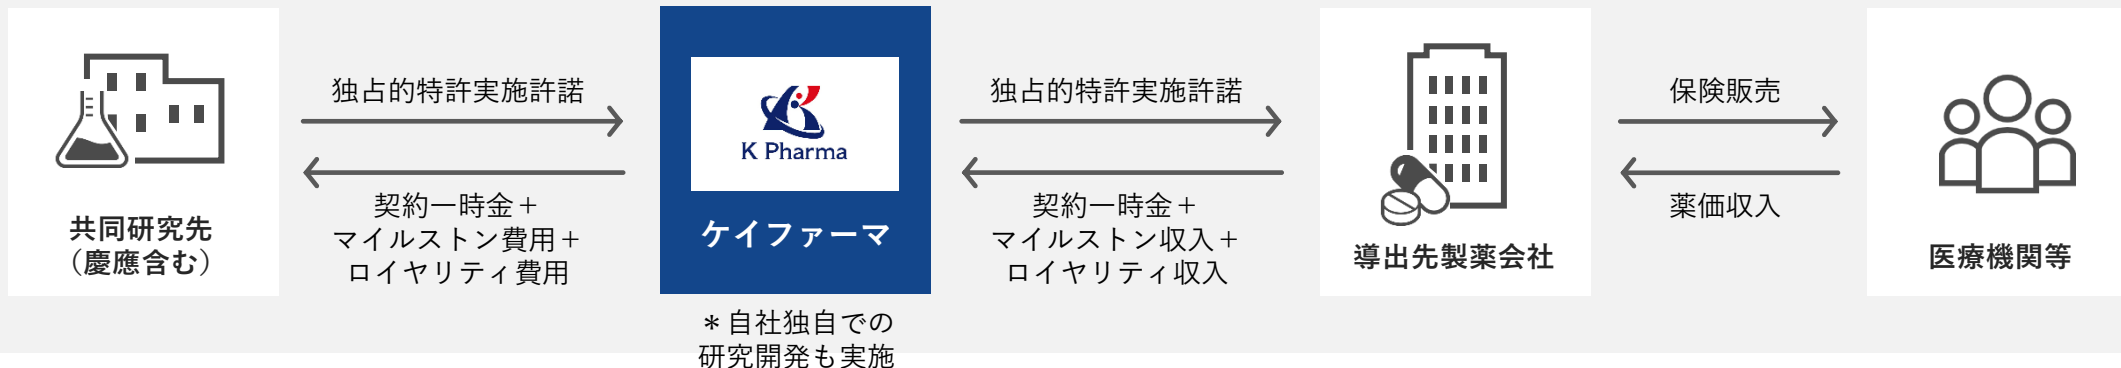 共同研究先
（慶應含む）
独占的特許実施許諾
契約一時金＋
マイルストン費用＋
ロイヤリティ費用
K Pharma
ケイファーマ
＊自社独自での
研究開発も実施
独占的特許実施許諾
契約一時金＋
マイルストン収入＋
ロイヤリティ収入
導出先製薬会社
保険販売
薬価収入
医療機関等